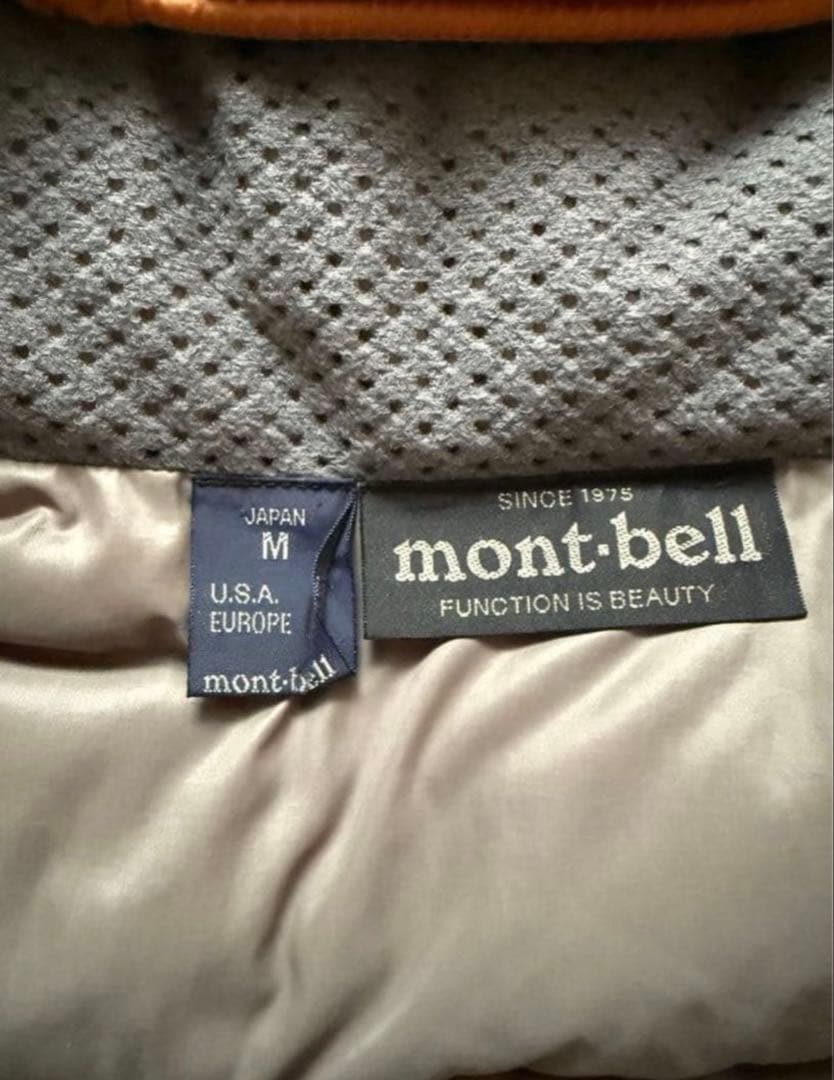 JAPAN
M
U.S.A.
EUROPE
mont·bell
SINCE 1975
mont·bell
FUNCTION IS BEAUTY